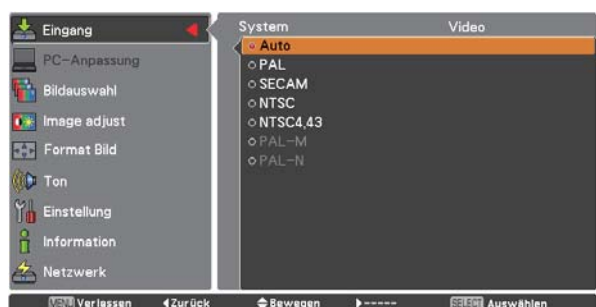 Eingang
PC-Anpassung
Bildauswahl
Image adjust
Format Bild
Ton
Einstellung
Information
Netzwerk
System Video
Auto
PAL
SECAM
NTSC
NTSC4,43
PAL-M
PAL-N
MENU Verlassen Zurück Bewegen ----- SELECT Auswählen